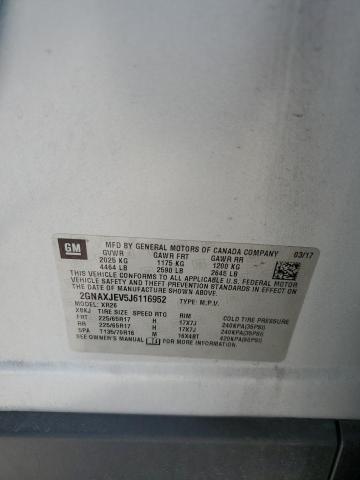 GM
MFD BY GENERAL MOTORS OF CANADA COMPANY
03/17
GVWR GAWR FRT GAWR RR
2025 KG 1175 KG 1200 KG
4464 LB 2590 LB 2645 LB
THIS VEHICLE CONFORMS TO ALL APPLICABLE U.S. FEDERAL MOTOR
VEHICLE SAFETY AND THEFT PREVENTION STANDARDS IN EFFECT ON THE
DATE OF MANUFACTURE SHOWN ABOVE.
2GNAXJEV5J6116952 TYPE: M.P.V.
MODEL: XR26
XBKJ TIRE SIZE SPEED RTG RIM COLD TIRE PRESSURE
FRT 225/65R17 H 17X7J 240KPA(35PSI)
RR 225/65R17 H 17X7J 240KPA(35PSI)
SPA T135/70R16 M 16X4BT 420KPA(60PSI)
SEE OWNER'S MANUAL FOR ADDITIONAL INFORMATION.